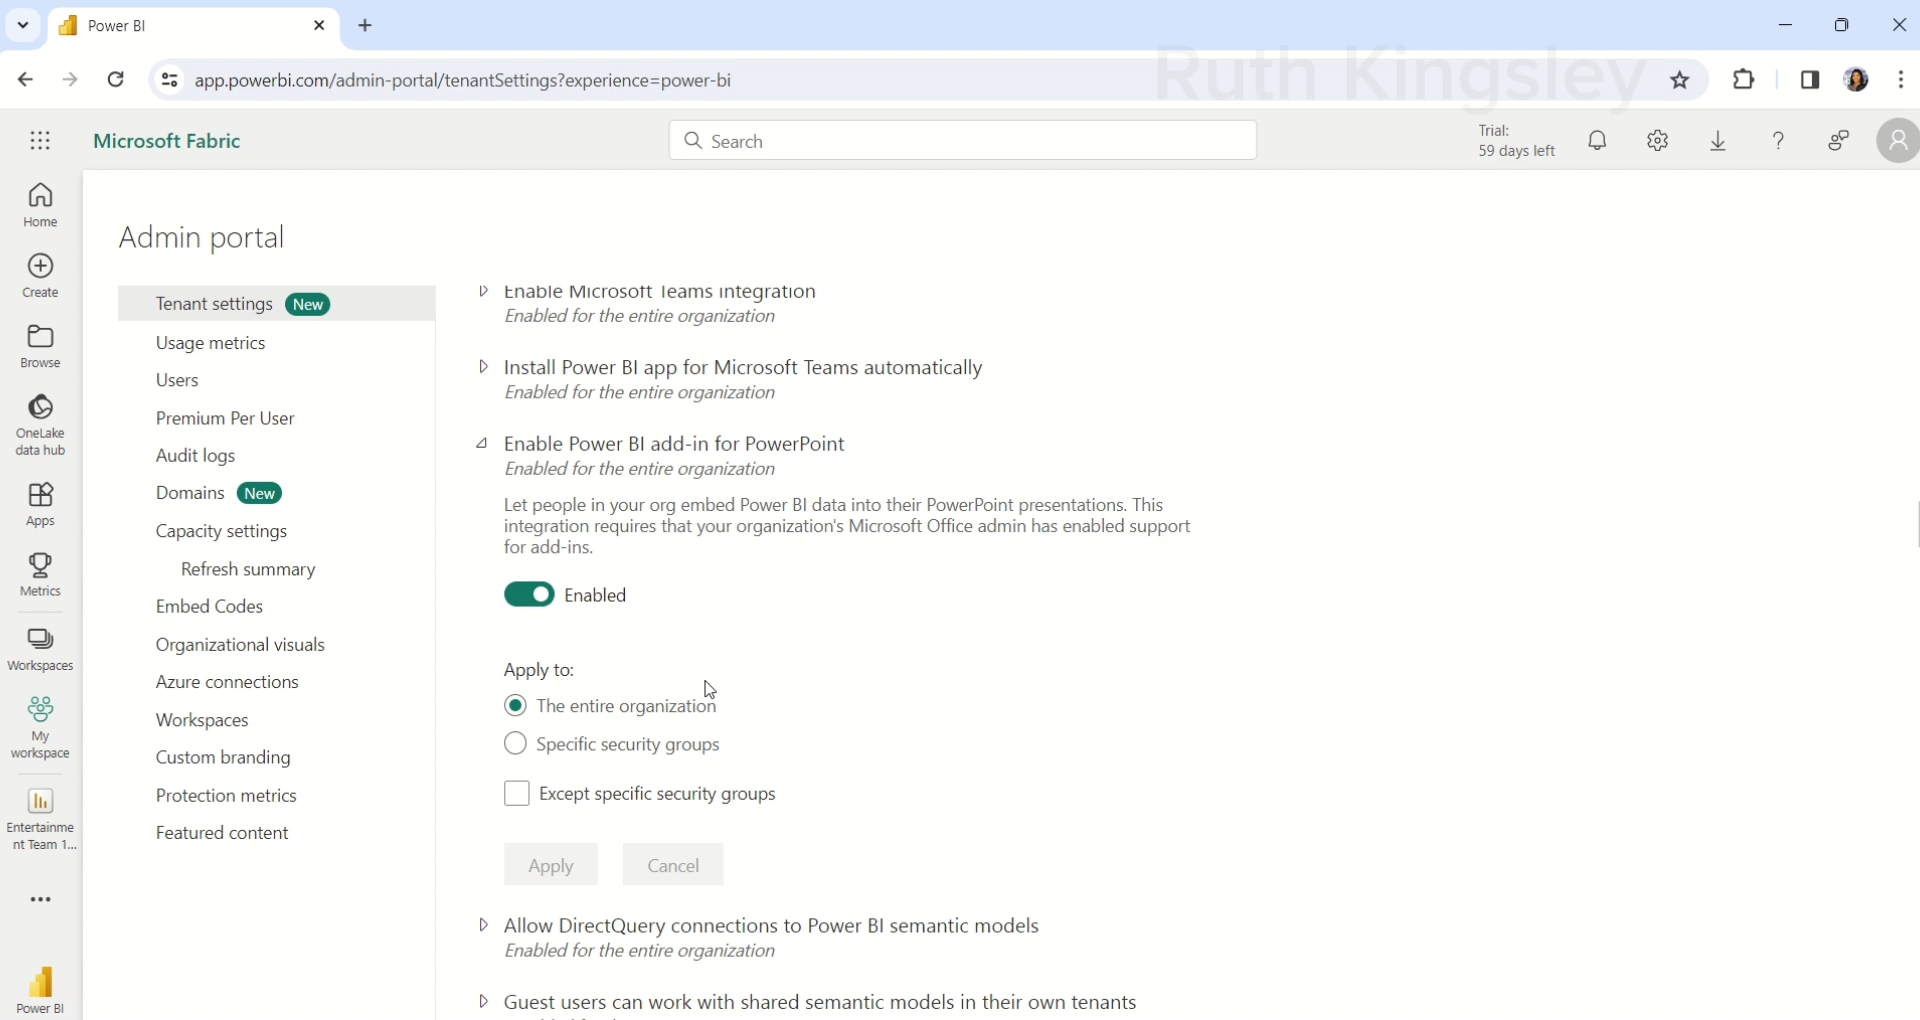 Power BI
app.powerbi.com/admin-portal/tenantSettings?experience=power-bi
Ruth Kingsley
Microsoft Fabric
Search
Trial:
59 days left
Home
Create
Browse
OneLake
data hub
Apps
Metrics
Workspaces
My
workspace
Entertainme
nt Team 1...
Power BI
Admin portal
Tenant settings New
Usage metrics
Users
Premium Per User
Audit logs
Domains New
Capacity settings
Refresh summary
Embed Codes
Organizational visuals
Azure connections
Workspaces
Custom branding
Protection metrics
Featured content
Enable Microsoft Teams integration
Enabled for the entire organization
Install Power BI app for Microsoft Teams automatically
Enabled for the entire organization
Enable Power BI add-in for PowerPoint
Enabled for the entire organization
Let people in your org embed Power BI data into their PowerPoint presentations. This
integration requires that your organization's Microsoft Office admin has enabled support
for add-ins.
Enabled
Apply to:
The entire organization
Specific security groups
Except specific security groups
Apply Cancel
Allow DirectQuery connections to Power BI semantic models
Enabled for the entire organization
Guest users can work with shared semantic models in their own tenants